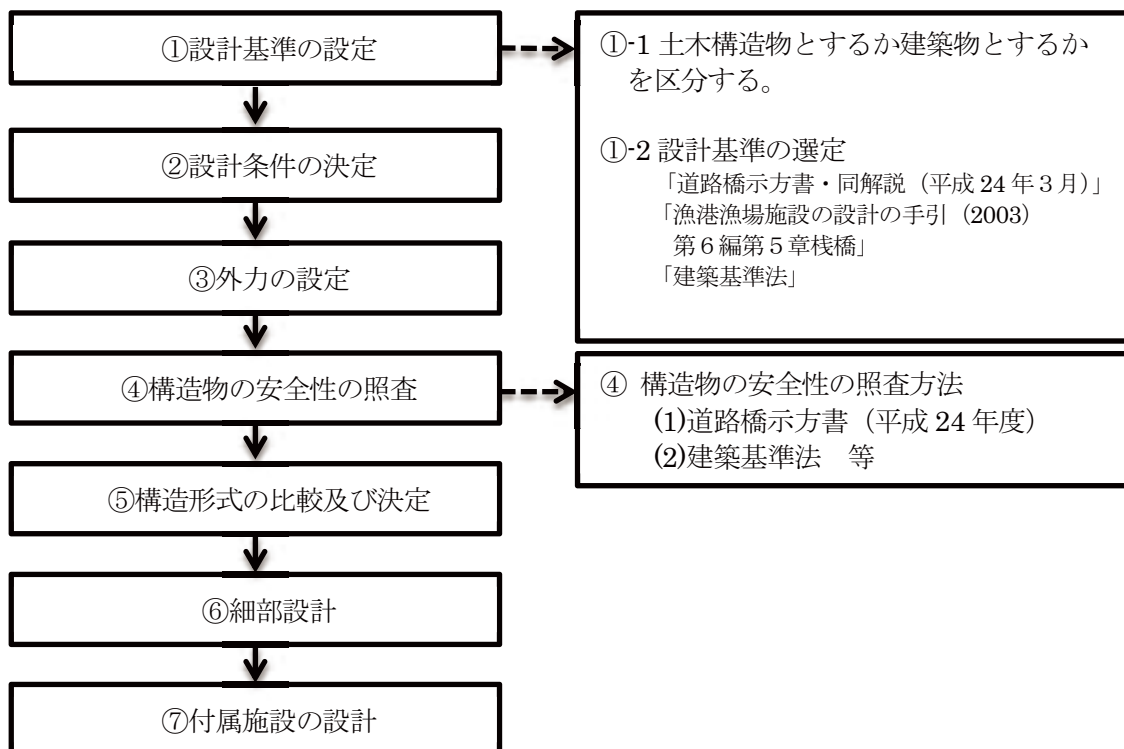 ①設計基準の設定
①-1 土木構造物とするか建築物とするか
を区分する。
①-2 設計基準の選定
「道路橋示方書・同解説（平成 24 年３月）」
「漁港漁場施設の設計の手引（2003）
第６編第５章桟橋」
「建築基準法」
②設計条件の決定
③外力の設定
④構造物の安全性の照査
④ 構造物の安全性の照査方法
(1)道路橋示方書（平成 24 年度）
(2)建築基準法　等
⑤構造形式の比較及び決定
⑥細部設計
⑦付属施設の設計